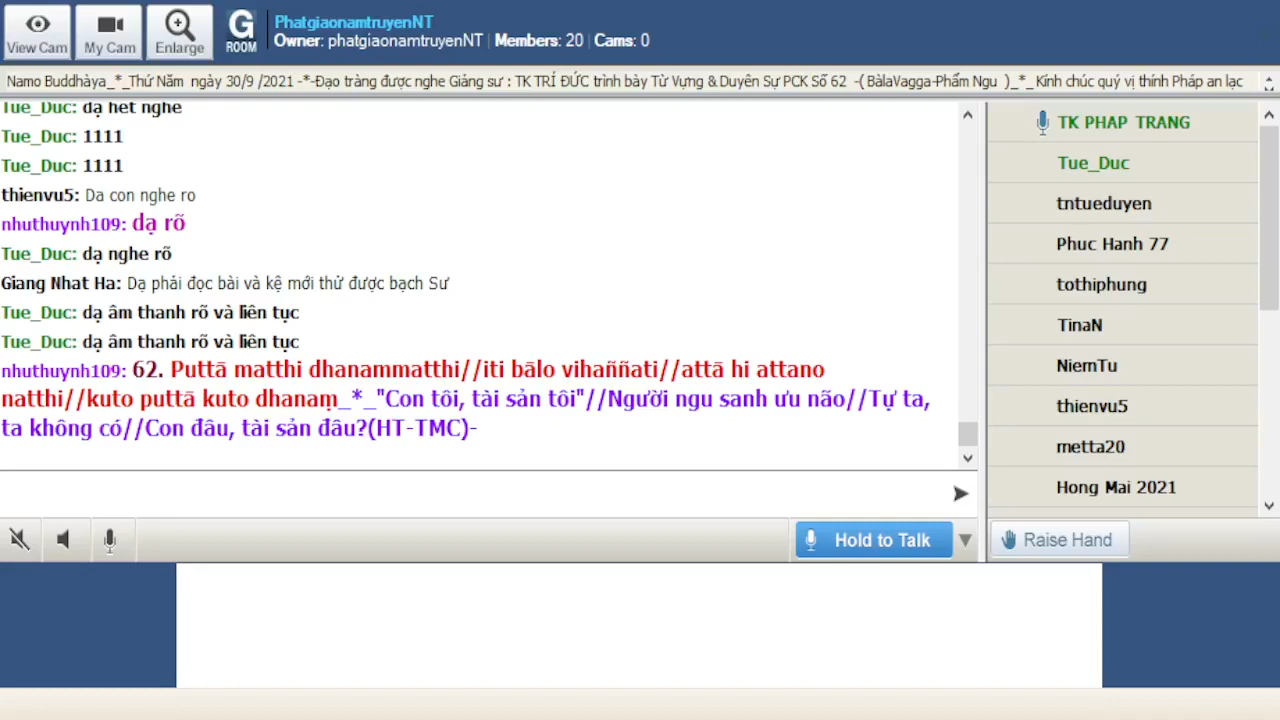 View Cam
My Cam
Enlarge
G
ROOM
PhatgiaonamtruyenNT
Owner: phatgiaonamtruyenNT | Members: 20 | Cams: 0
Namo Buddhàya_*_Thứ Năm ngày 30/9 /2021 -*-Đạo tràng được nghe Giảng sư : TK TRÍ ĐỨC trình bày Từ Vựng & Duyên Sự PCK Số 62 -( BàlaVagga-Phẩm Ngu )_*_Kính chúc quý vị thính Pháp an lạc
Tue_Duc: dạ hết nghe
Tue_Duc: 1111
Tue_Duc: 1111
thienvu5: Da con nghe ro
nhuthuynh109: dạ rõ
Tue_Duc: dạ nghe rõ
Giang Nhat Ha: Dạ phải đọc bài và kệ mới thử được bạch Sư
Tue_Duc: dạ âm thanh rõ và liên tục
Tue_Duc: dạ âm thanh rõ và liên tục
nhuthuynh109: 62. Puttā matthi dhanammatthi//iti bālo vihaññati//attā hi attano
natthi//kuto puttā kuto dhanaṃ_*_"Con tôi, tài sản tôi"//Người ngu sanh ưu não//Tự ta,
ta không có//Con đâu, tài sản đâu?(HT-TMC)-
TK PHAP TRANG
Tue_Duc
tntueduyen
Phuc Hanh 77
tothiphung
TinaN
NiemTu
thienvu5
metta20
Hong Mai 2021
Hold to Talk
Raise Hand